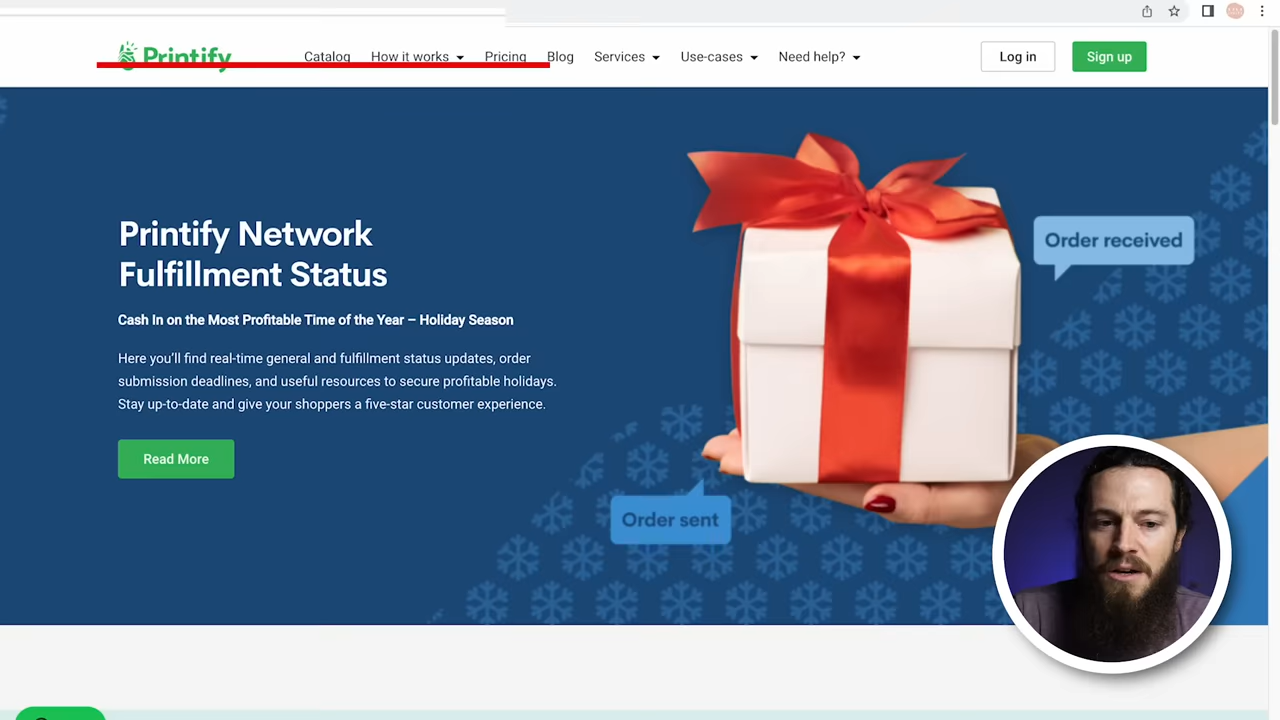 Printify
Catalog How it works Pricing Blog Services Use-cases Need help? Log in Sign up
Printify Network
Fulfillment Status
Cash In on the Most Profitable Time of the Year – Holiday Season
Here you’ll find real-time general and fulfillment status updates, order
submission deadlines, and useful resources to secure profitable holidays.
Stay up-to-date and give your shoppers a five-star customer experience.
Read More
Order received
Order sent